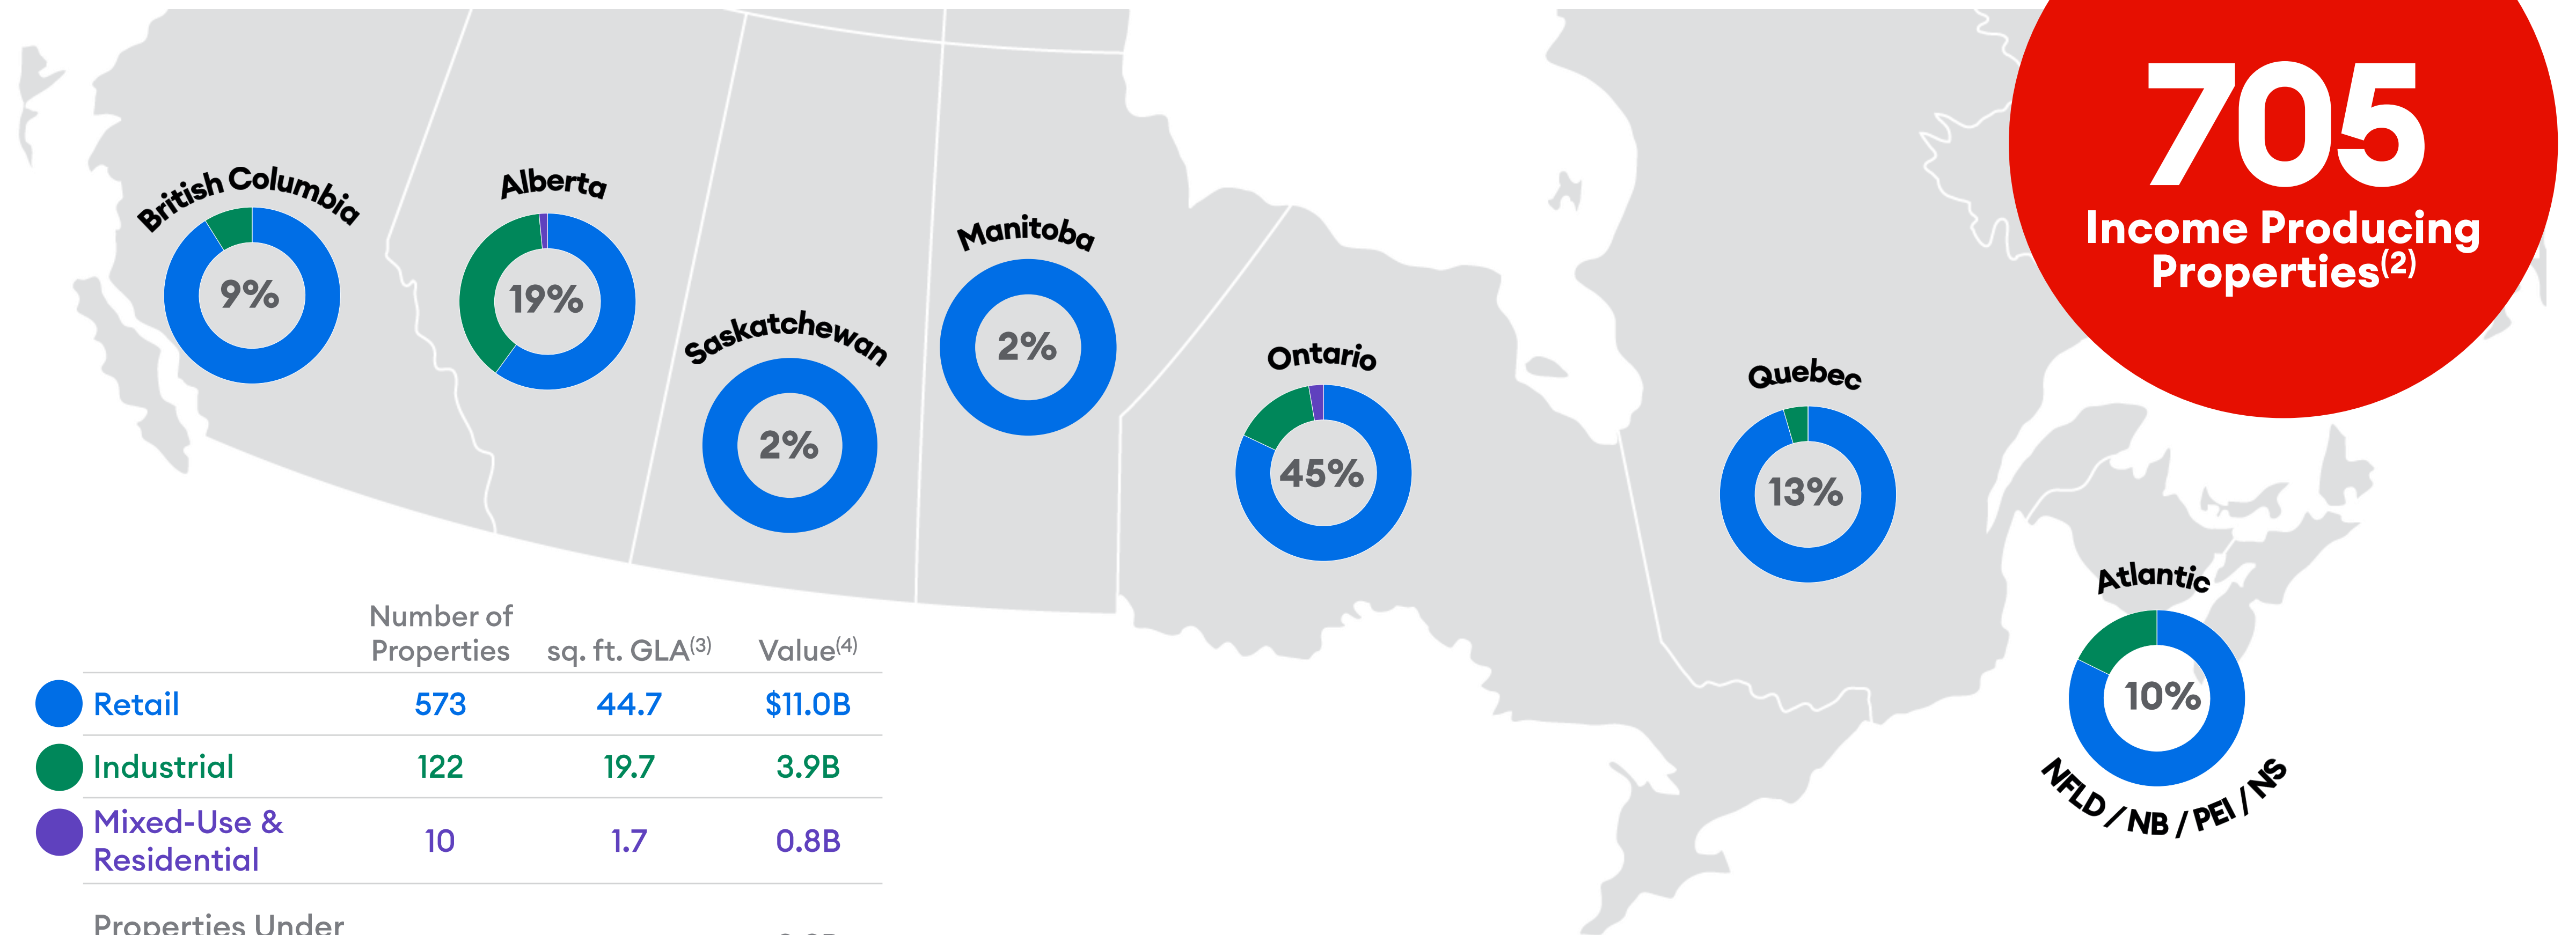 705
Income Producing
Properties(2)
British Columbia
9%
Alberta
19%
Saskatchewan
2%
Manitoba
2%
Ontario
45%
Quebec
13%
Atlantic
10%
NFLD / NB / PEI / NS
Number of
Properties sq. ft. GLA(3) Value(4)
Retail 573 44.7 $11.0B
Industrial 122 19.7 3.9B
Mixed-Use &
Residential 10 1.7 0.8B
Properties Under